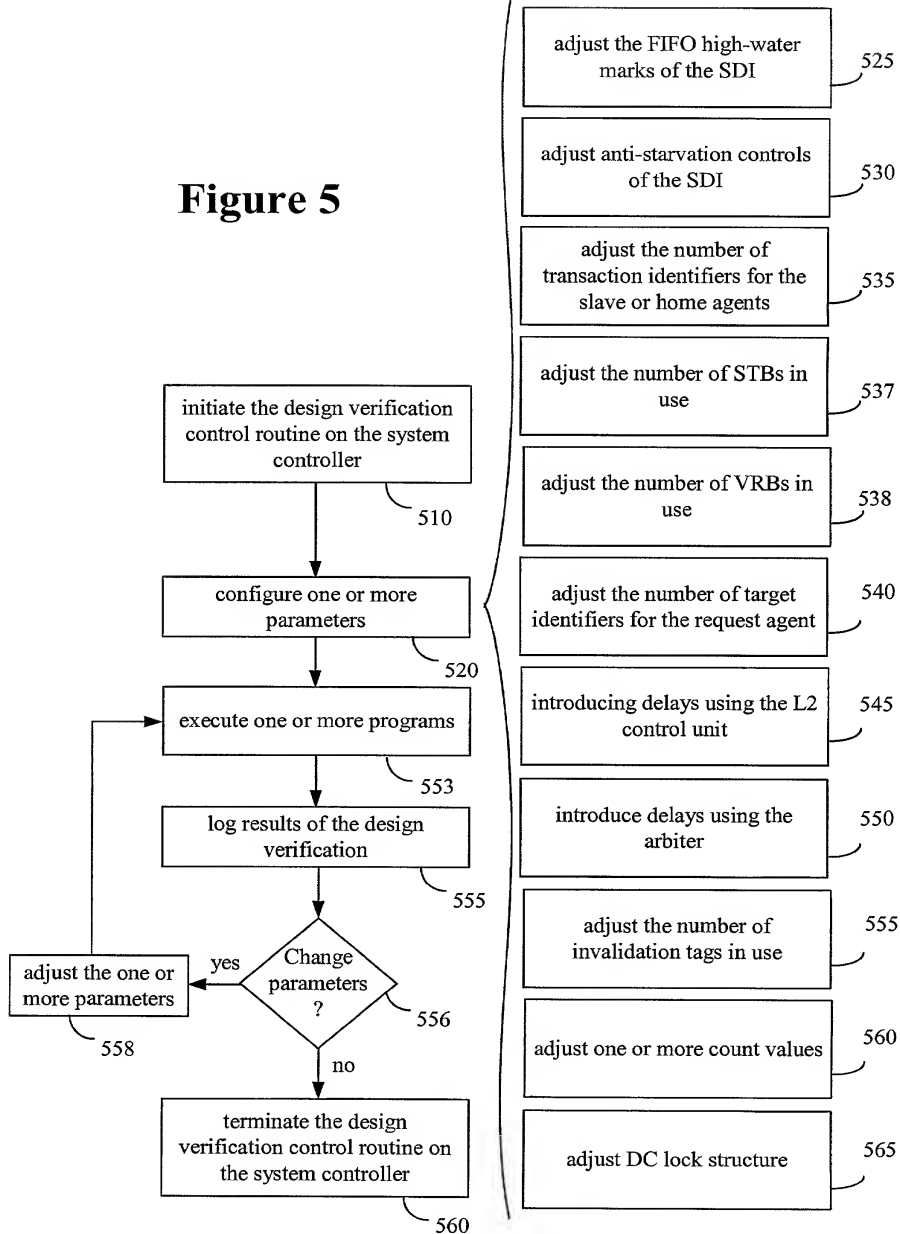 Figure 5
initiate the design verification
control routine on the system
controller
510
configure one or more
parameters
520
execute one or more programs
553
log results of the design
verification
555
Change
parameters
?
556
yes
adjust the one or
more parameters
558
no
terminate the design
verification control routine on
the system controller
560
adjust the FIFO high-water
marks of the SDI
525
adjust anti-starvation controls
of the SDI
530
adjust the number of
transaction identifiers for the
slave or home agents
535
adjust the number of STBs in
use
537
adjust the number of VRBs in
use
538
adjust the number of target
identifiers for the request agent
540
introducing delays using the L2
control unit
545
introduce delays using the
arbiter
550
adjust the number of
invalidation tags in use
555
adjust one or more count values
560
adjust DC lock structure
565